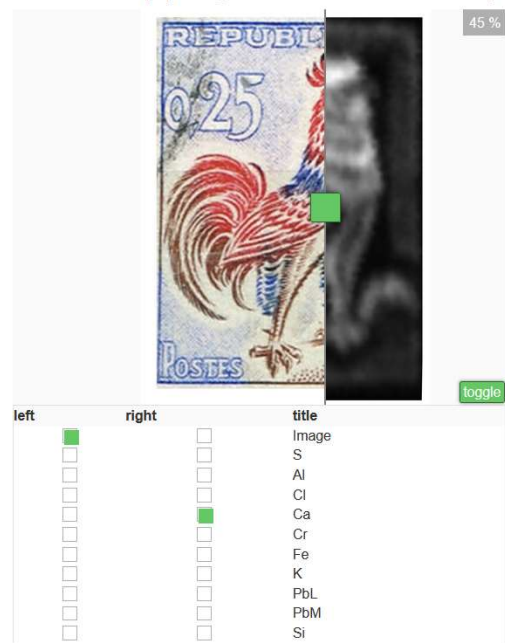 45 %
REPUBL
0,25
POSTES
toggle
left right title
Image
S
Al
Cl
Ca
Cr
Fe
K
PbL
PbM
Si